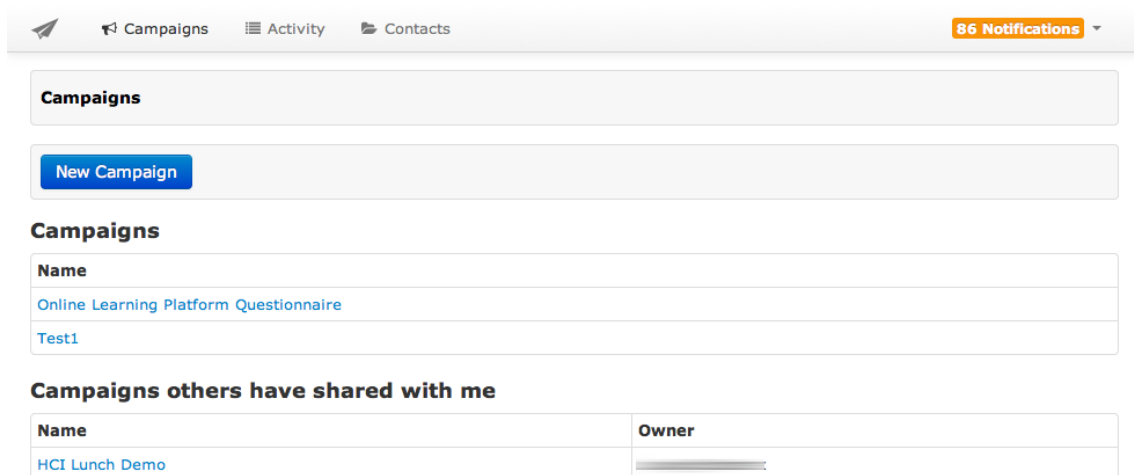 Campaigns Activity Contacts 86 Notifications
Campaigns
New Campaign
Campaigns
Name
Online Learning Platform Questionnaire
Test1
Campaigns others have shared with me
Name Owner
HCI Lunch Demo